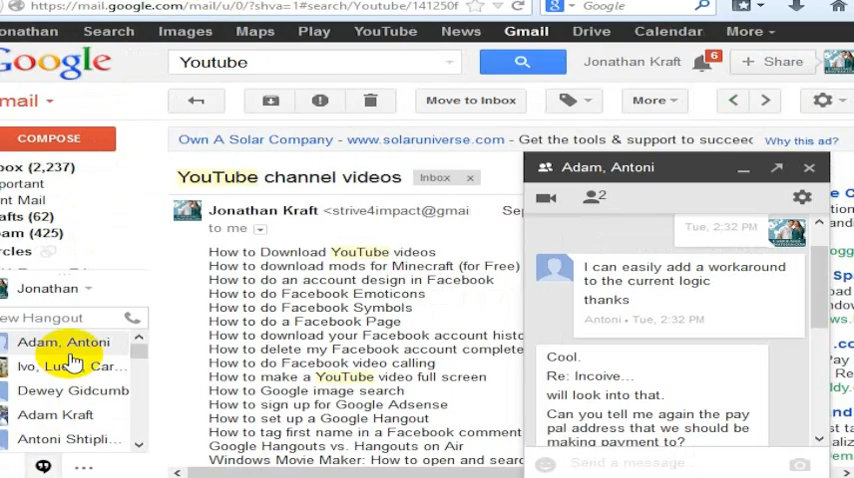 https://mail.google.com/mail/u/0/?shva=1#search/Youtube/141250f
Google
Jonathan Search Images Maps Play YouTube News Gmail Drive Calendar More
Google
Youtube
Jonathan Kraft
6
+ Share
mail
Move to Inbox
More
COMPOSE
Own A Solar Company - www.solaruniverse.com - Get the tools & support to succeed
Why this ad?
box (2,237)
portant
nt Mail
afts (62)
am (425)
rcles
Jonathan
ew Hangout
Adam, Antoni
Ivo, Car...
Dewey Gidcumb
Adam Kraft
Antoni Shtipli...
YouTube channel videos
Inbox x
Jonathan Kraft <strive4impact@gmai
Sep
to me
How to Download YouTube videos
How to download mods for Minecraft (for Free)
How to do an account design in Facebook
How to do Facebook Emoticons
How to do Facebook Symbols
How to do a Facebook Page
How to download your Facebook account histo
How to delete my Facebook account complete
How to do Facebook video calling
How to make a YouTube video full screen
How to Google image search
How to sign up for Google Adsense
How to set up a Google Hangout
How to tag first name in a Facebook comment
Google Hangouts vs. Hangouts on Air
Windows Movie Maker: How to open and sear
Adam, Antoni
2
Tue, 2:32 PM
I can easily add a workaround
to the current logic
thanks
Antoni • Tue, 2:32 PM
Cool.
Re: Incoive...
will look into that.
Can you tell me again the pay
pal address that we should be
making payment to?
Send a message...